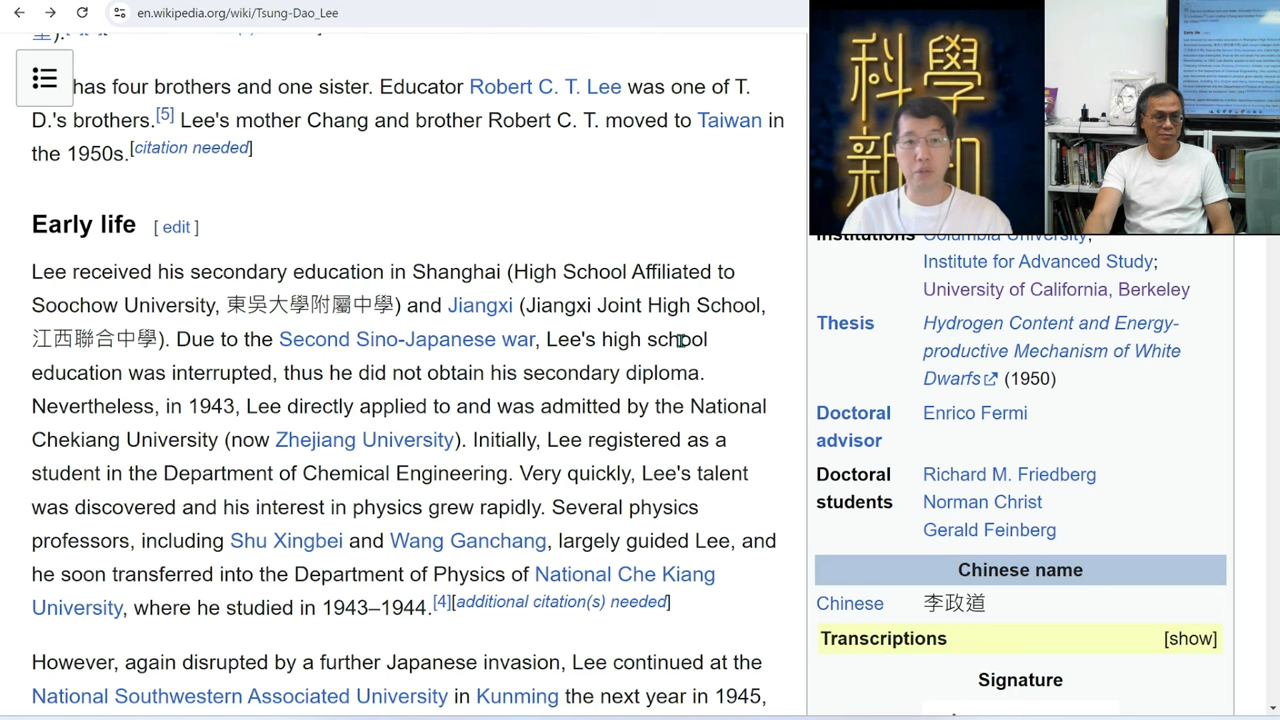 en.wikipedia.org/wiki/Tsung-Dao_Lee
has four brothers and one sister. Educator Robert C. T. Lee was one of T.
D.'s brothers.[5] Lee's mother Chang and brother Robert C. T. moved to Taiwan in
the 1950s.[citation needed]
Early life [ edit ]
Lee received his secondary education in Shanghai (High School Affiliated to
Soochow University, 東吳大學附屬中學) and Jiangxi (Jiangxi Joint High School,
江西聯合中學). Due to the Second Sino-Japanese war, Lee's high school
education was interrupted, thus he did not obtain his secondary diploma.
Nevertheless, in 1943, Lee directly applied to and was admitted by the National
Chekiang University (now Zhejiang University). Initially, Lee registered as a
student in the Department of Chemical Engineering. Very quickly, Lee's talent
was discovered and his interest in physics grew rapidly. Several physics
professors, including Shu Xingbei and Wang Ganchang, largely guided Lee, and
he soon transferred into the Department of Physics of National Che Kiang
University, where he studied in 1943–1944.[4][additional citation(s) needed]
However, again disrupted by a further Japanese invasion, Lee continued at the
National Southwestern Associated University in Kunming the next year in 1945,
科學
新知
Institutions Columbia University;
Institute for Advanced Study;
University of California, Berkeley
Thesis Hydrogen Content and Energy-
productive Mechanism of White
Dwarfs (1950)
Doctoral Enrico Fermi
advisor
Doctoral Richard M. Friedberg
students Norman Christ
Gerald Feinberg
Chinese name
Chinese 李政道
Transcriptions [show]
Signature